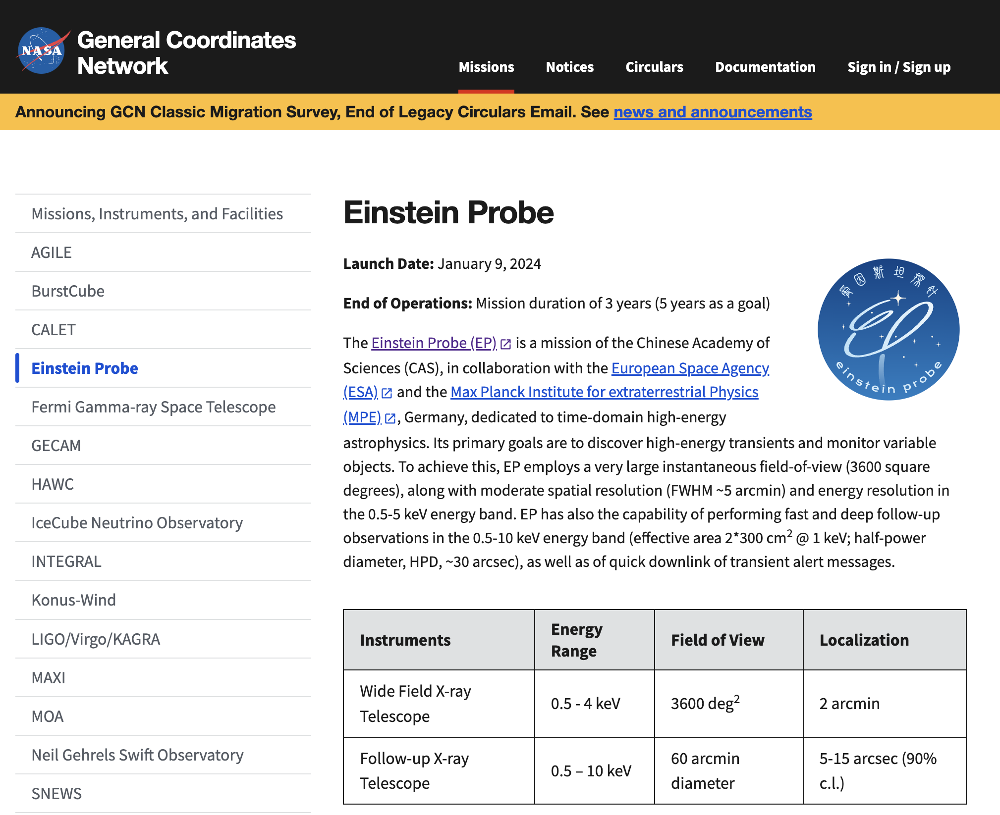 NASA
General Coordinates
Network
Missions Notices Circulars Documentation Sign in / Sign up
Announcing GCN Classic Migration Survey, End of Legacy Circulars Email. See news and announcements
Missions, Instruments, and Facilities
AGILE
BurstCube
CALET
Einstein Probe
Fermi Gamma-ray Space Telescope
GECAM
HAWC
IceCube Neutrino Observatory
INTEGRAL
Konus-Wind
LIGO/Virgo/KAGRA
MAXI
MOA
Neil Gehrels Swift Observatory
SNEWS
Einstein Probe
Launch Date: January 9, 2024
End of Operations: Mission duration of 3 years (5 years as a goal)
The Einstein Probe (EP) is a mission of the Chinese Academy of
Sciences (CAS), in collaboration with the European Space Agency
(ESA) and the Max Planck Institute for extraterrestrial Physics
(MPE), Germany, dedicated to time-domain high-energy
astrophysics. Its primary goals are to discover high-energy transients and monitor variable
objects. To achieve this, EP employs a very large instantaneous field-of-view (3600 square
degrees), along with moderate spatial resolution (FWHM ~5 arcmin) and energy resolution in
the 0.5-5 keV energy band. EP has also the capability of performing fast and deep follow-up
observations in the 0.5-10 keV energy band (effective area 2*300 cm² @ 1 keV; half-power
diameter, HPD, ~30 arcsec), as well as of quick downlink of transient alert messages.
爱因斯坦探针
EP
einstein probe
Instruments
Energy
Range
Field of View
Localization
Wide Field X-ray
Telescope
0.5 - 4 keV
3600 deg²
2 arcmin
Follow-up X-ray
Telescope
0.5 – 10 keV
60 arcmin
diameter
5-15 arcsec (90%
c.l.)